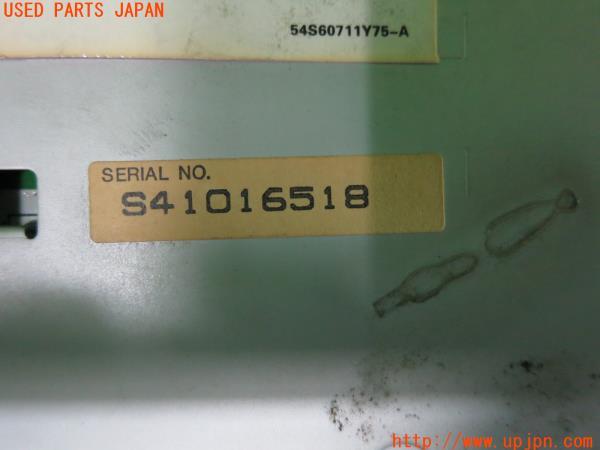 USED PARTS JAPAN
54S60711Y75-A
SERIAL NO.
S41016518
http://www.upjpn.com/